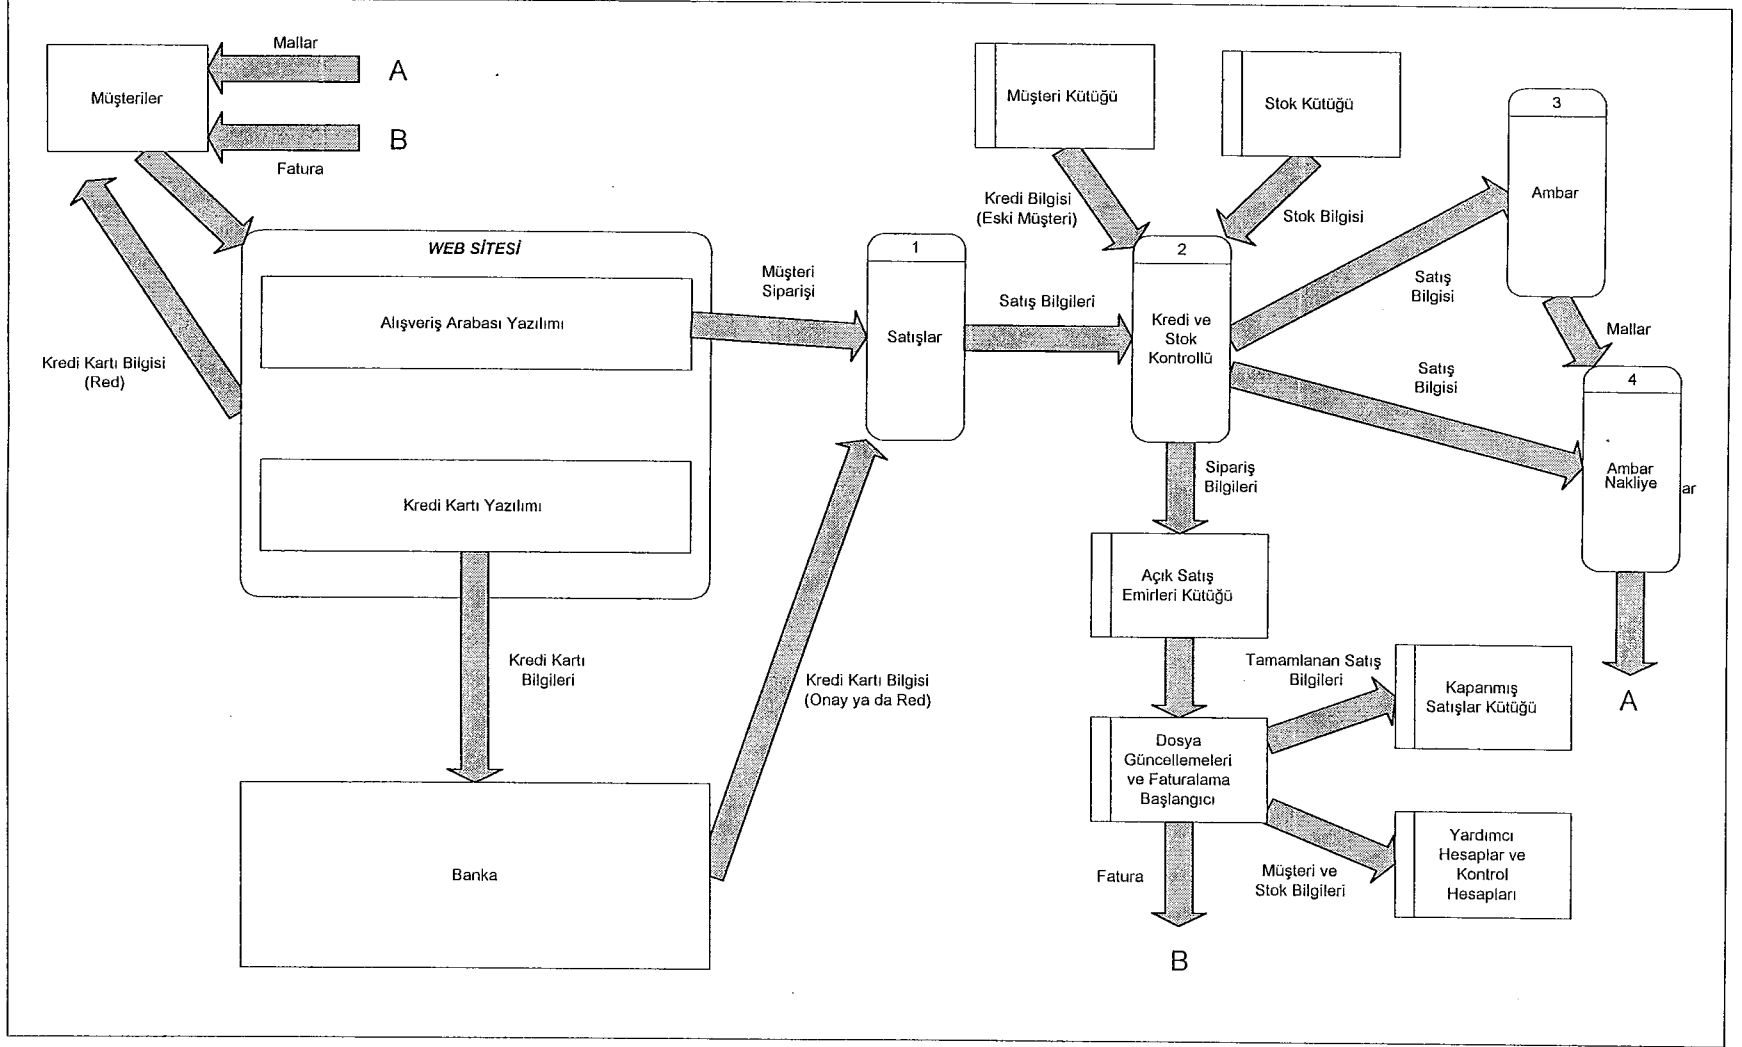 Mallar
A
Müşteriler
B
Fatura
Müşteri Kütüğü
Stok Kütüğü
3
Ambar
Kredi Bilgisi
(Eski Müşteri)
Stok Bilgisi
WEB SİTESİ
Alışveriş Arabası Yazılımı
Müşteri
Siparişi
1
Satışlar
Satış Bilgileri
2
Kredi ve
Stok
Kontrollü
Satış
Bilgisi
Mallar
Satış
Bilgisi
4
Ambar
Nakliye
ar
Kredi Kartı Bilgisi
(Red)
Kredi Kartı Yazılımı
Sipariş
Bilgileri
Açık Satış
Emirleri Kütüğü
Kredi Kartı
Bilgileri
Kredi Kartı Bilgisi
(Onay ya da Red)
Tamamlanan Satış
Bilgileri
Kapanmış
Satışlar Kütüğü
A
Dosya
Güncellemeleri
ve Faturalama
Başlangıcı
Banka
Fatura
Müşteri ve
Stok Bilgileri
Yardımcı
Hesaplar ve
Kontrol
Hesapları
B